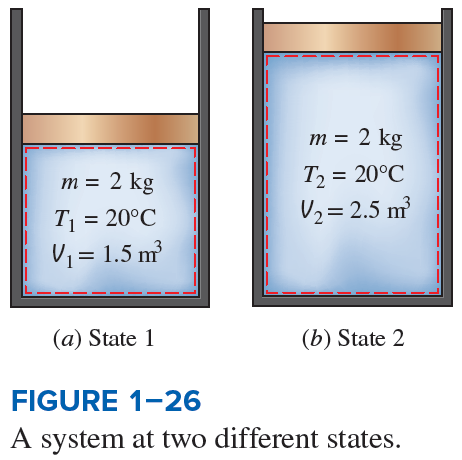 m = 2 kg
T₁ = 20°C
V₁ = 1.5 m³
(a) State 1
m = 2 kg
T₂ = 20°C
V₂ = 2.5 m³
(b) State 2
FIGURE 1–26
A system at two different states.